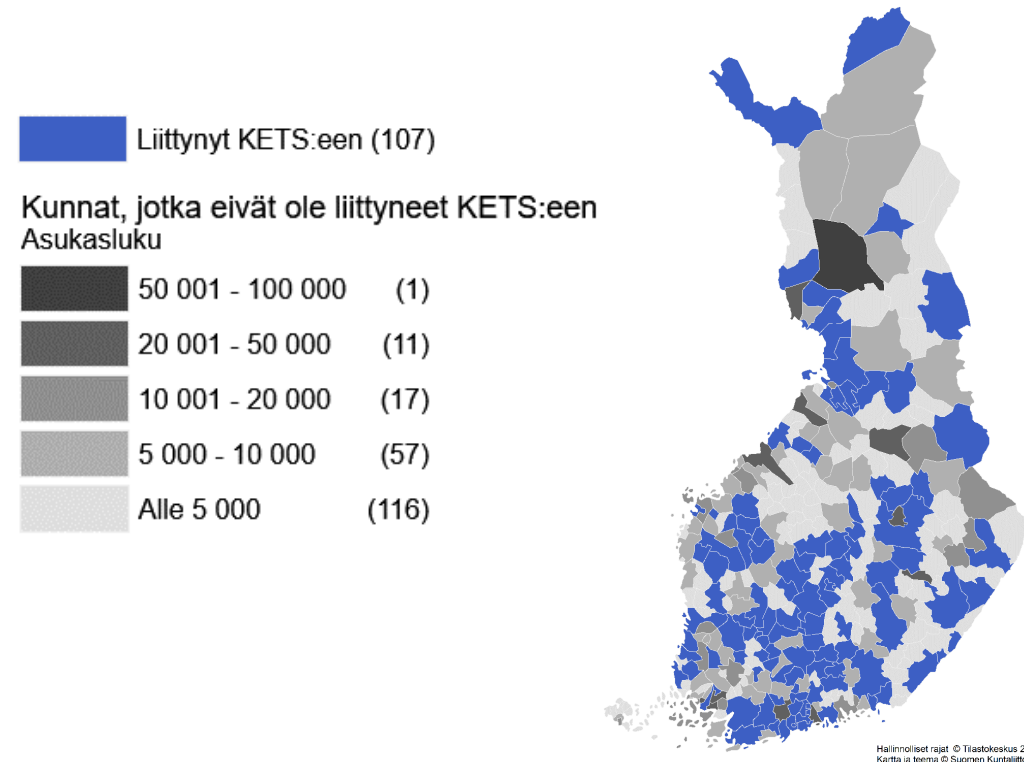 Liittynyt KETS:een (107)
Kunnat, jotka eivät ole liittyneet KETS:een
Asukasluku
50 001 - 100 000 (1)
20 001 - 50 000 (11)
10 001 - 20 000 (17)
5 000 - 10 000 (57)
Alle 5 000 (116)
Hallinnolliset rajat © Tilastokeskus
Kartta ja teema © Suomen Kuntaliitto